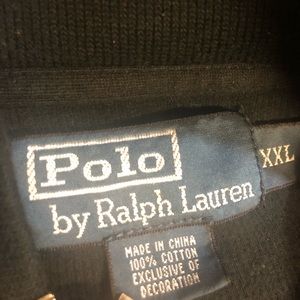 Polo
by Ralph Lauren
XXL
MADE IN CHINA
100% COTTON
EXCLUSIVE OF
DECORATION